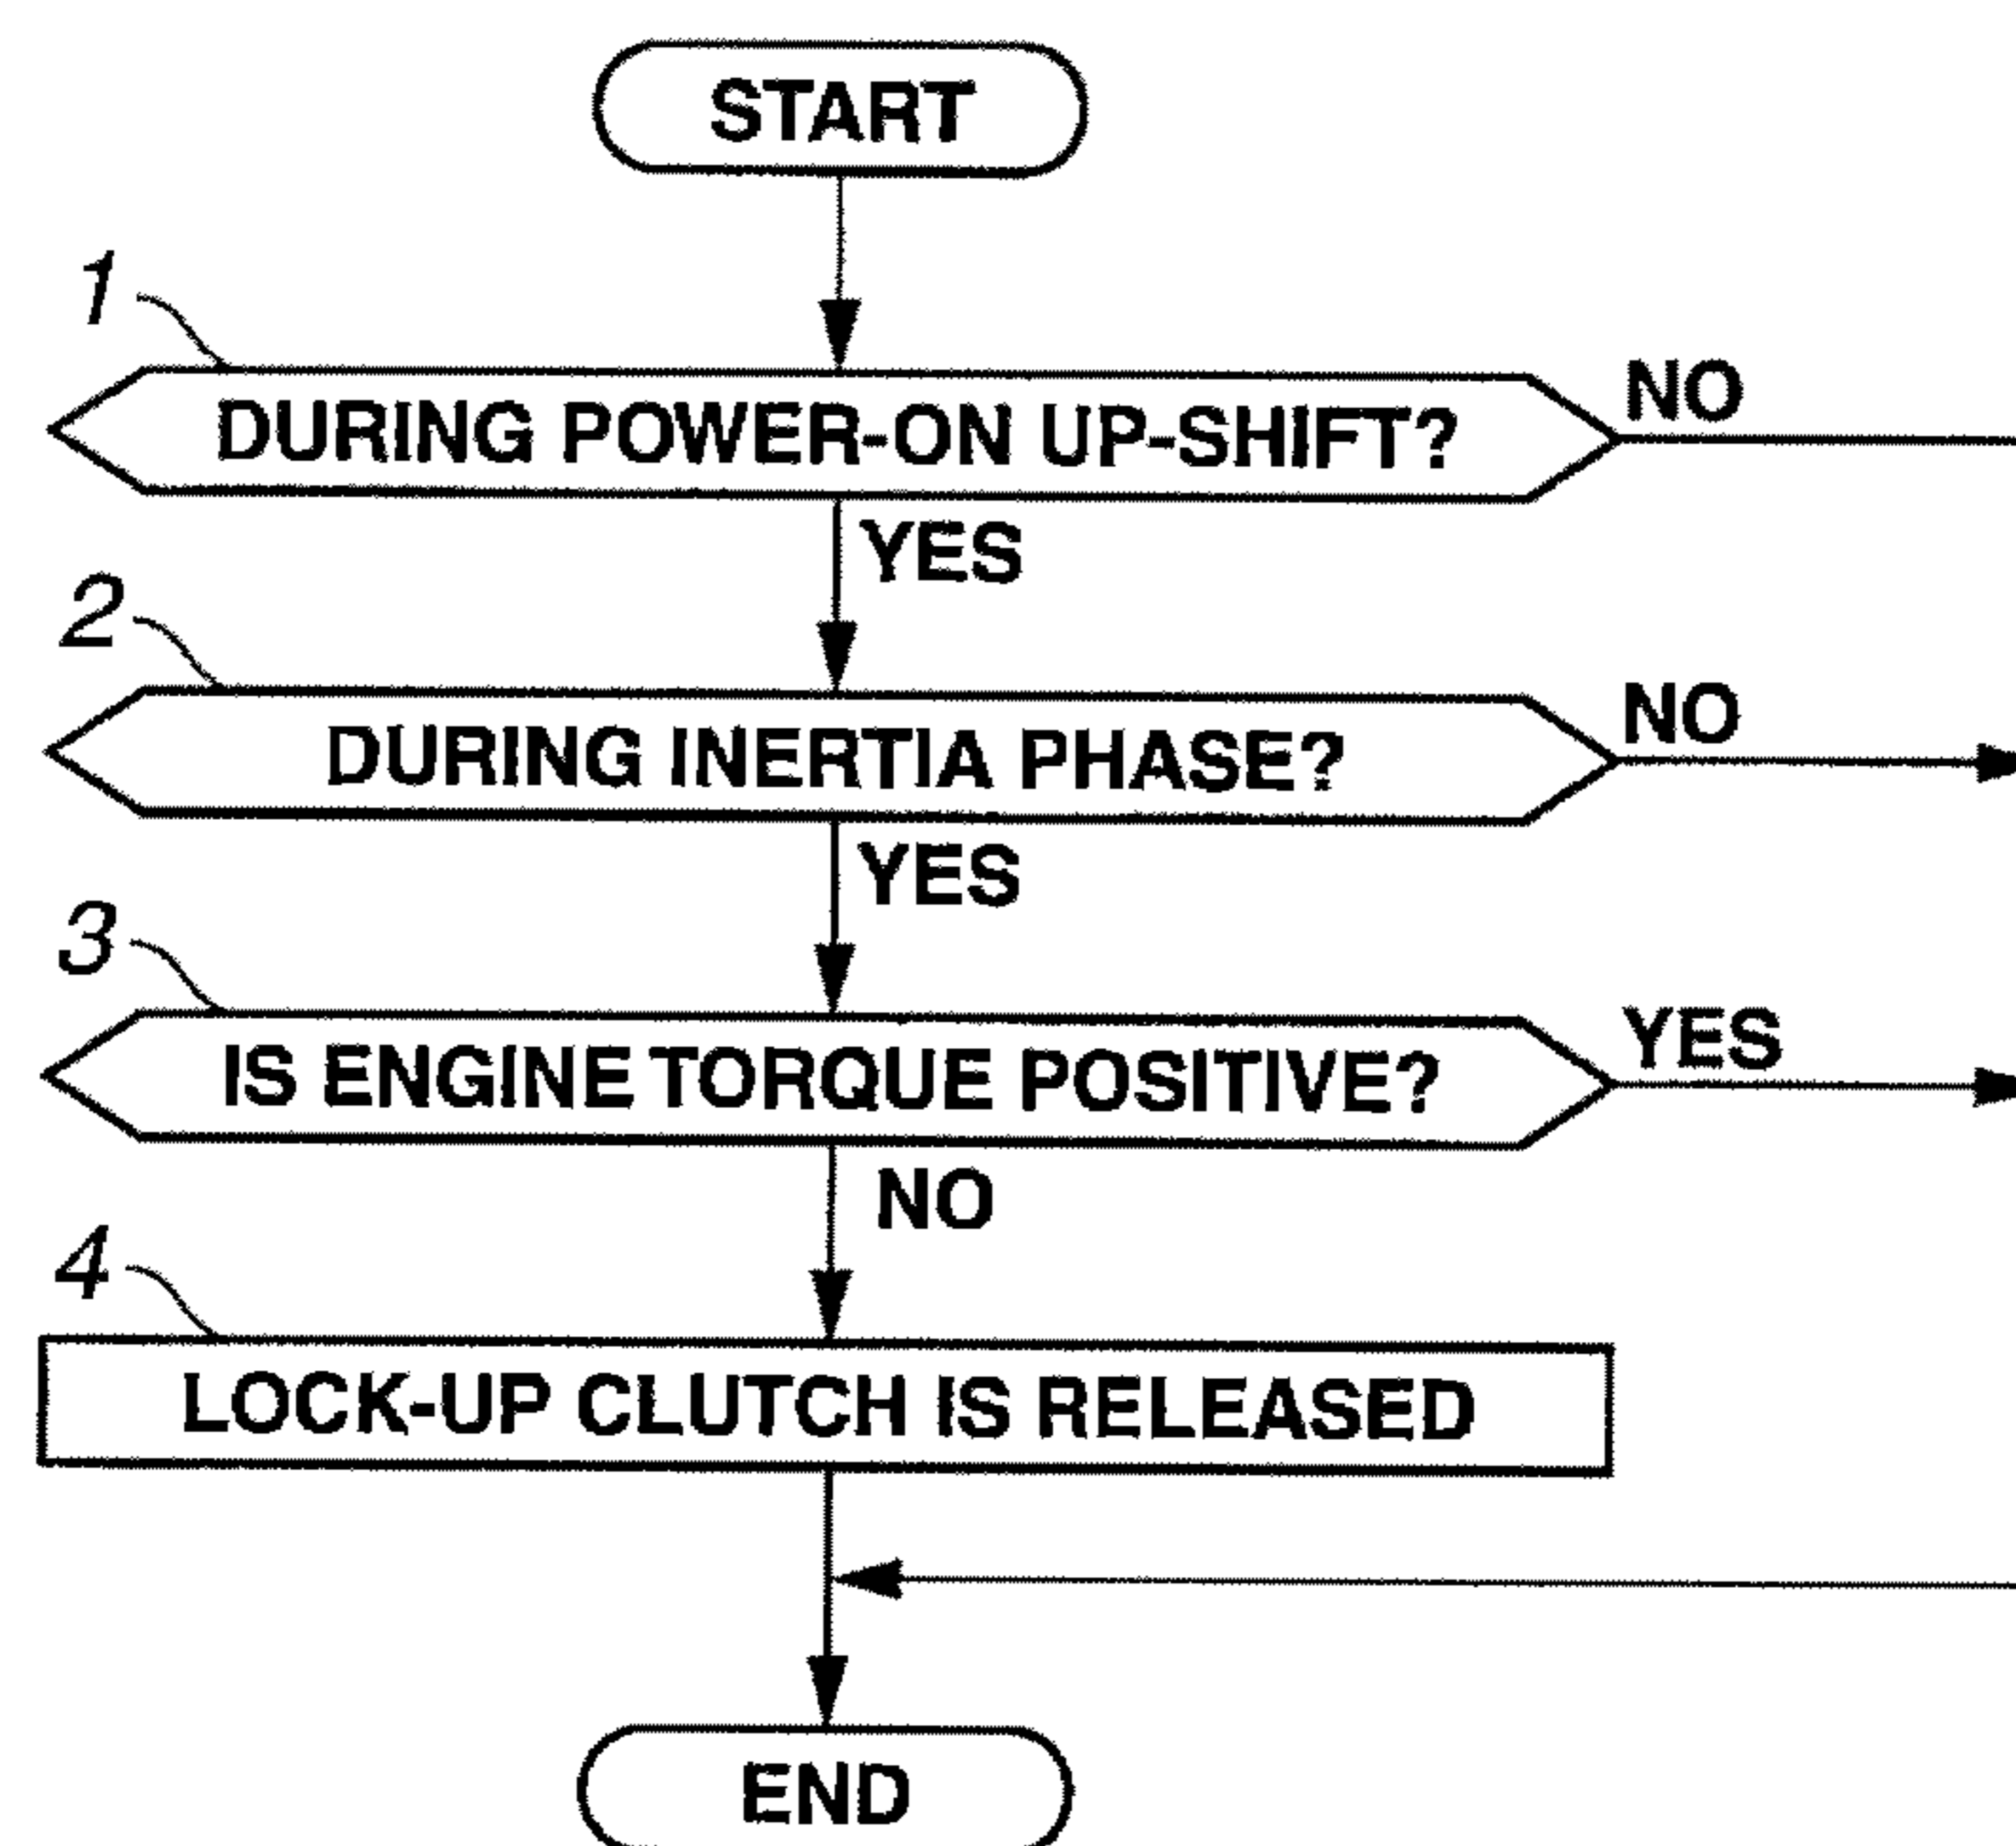 START
1
DURING POWER-ON UP-SHIFT?
NO
YES
2
DURING INERTIA PHASE?
NO
YES
3
IS ENGINE TORQUE POSITIVE?
YES
NO
4
LOCK-UP CLUTCH IS RELEASED
END